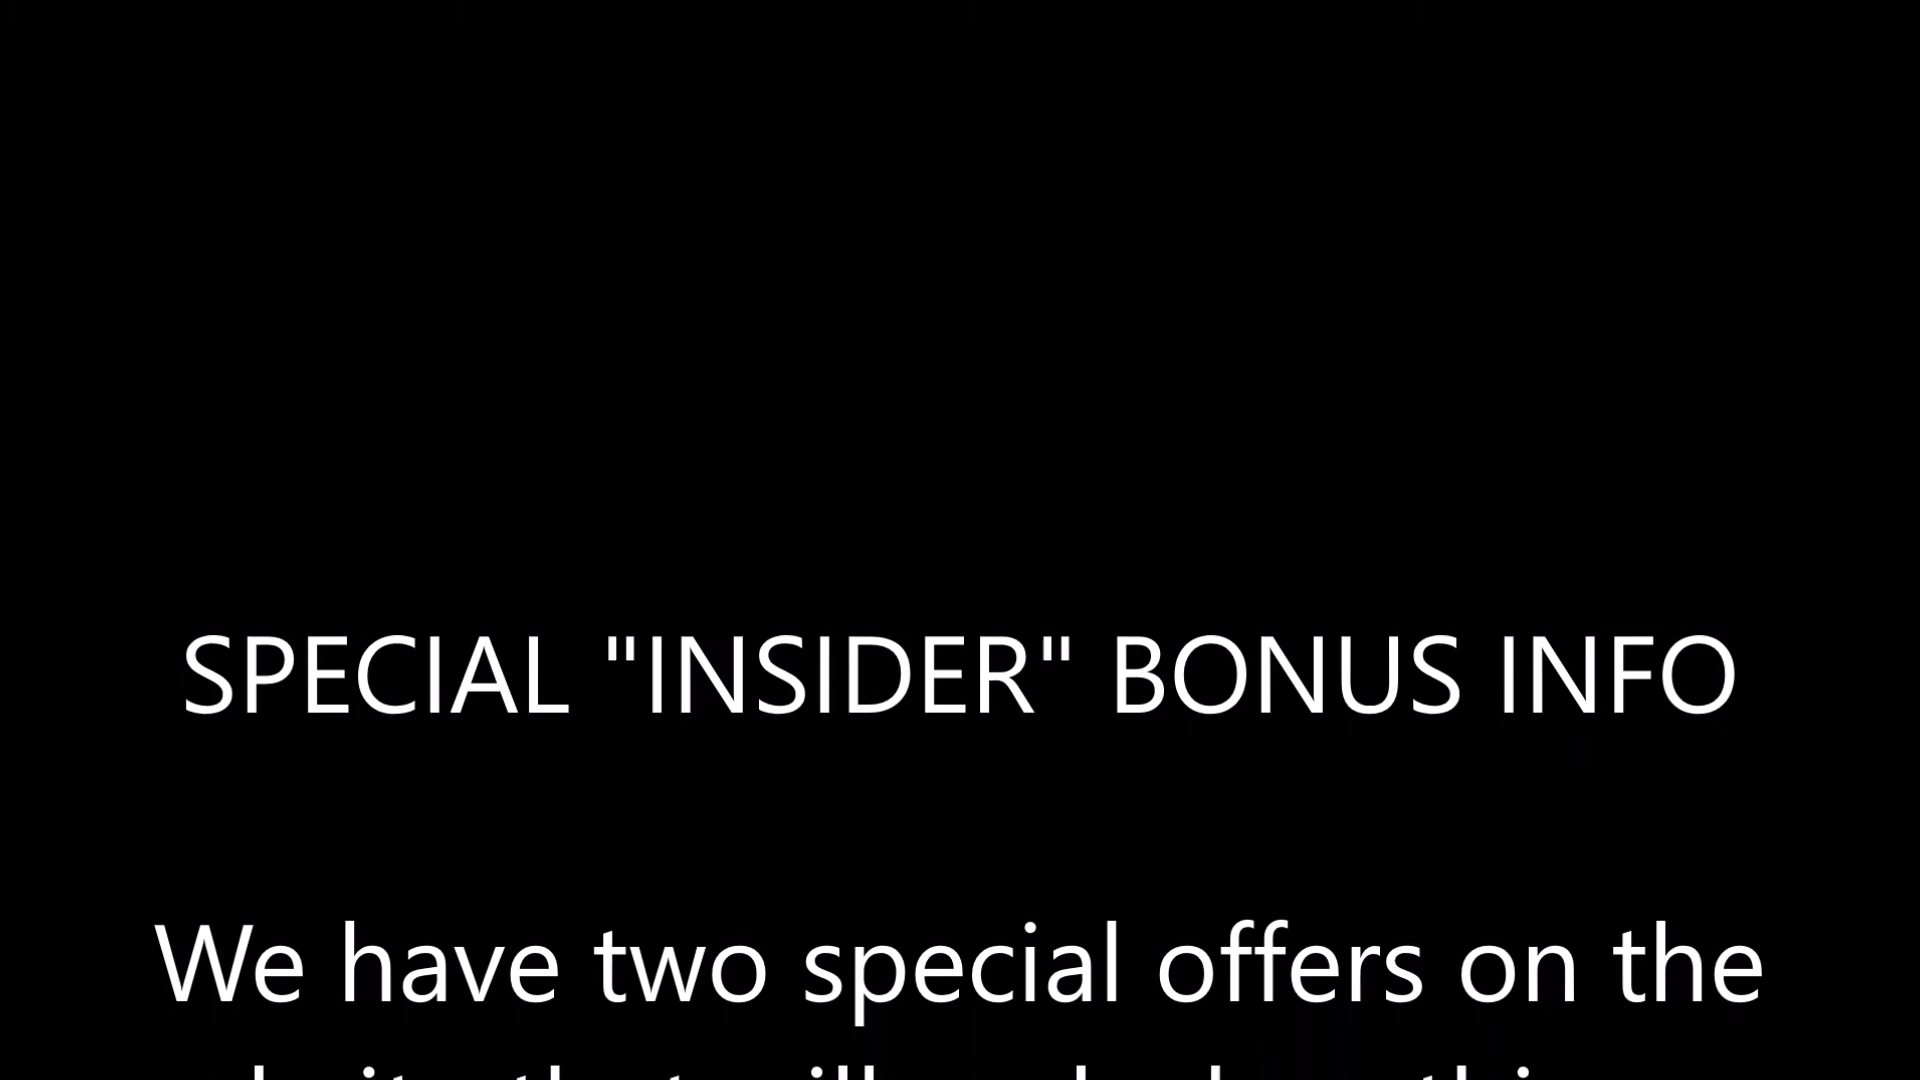 SPECIAL "INSIDER" BONUS INFO
We have two special offers on the